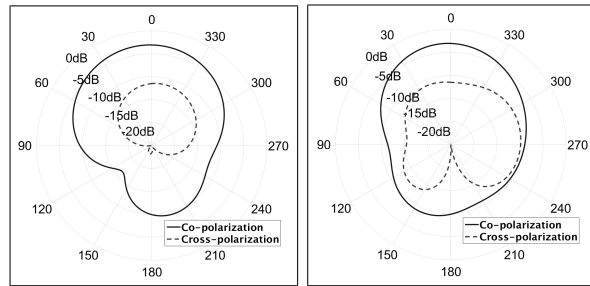 0
30
330
0dB
-5dB
60
300
-10dB
-15dB
-20dB
90
270
120
240
Co-polarization
Cross-polarization
150
210
180
0
30
330
0dB
-5dB
60
300
-10dB
-15dB
-20dB
90
270
120
240
Co-polarization
Cross-polarization
150
210
180